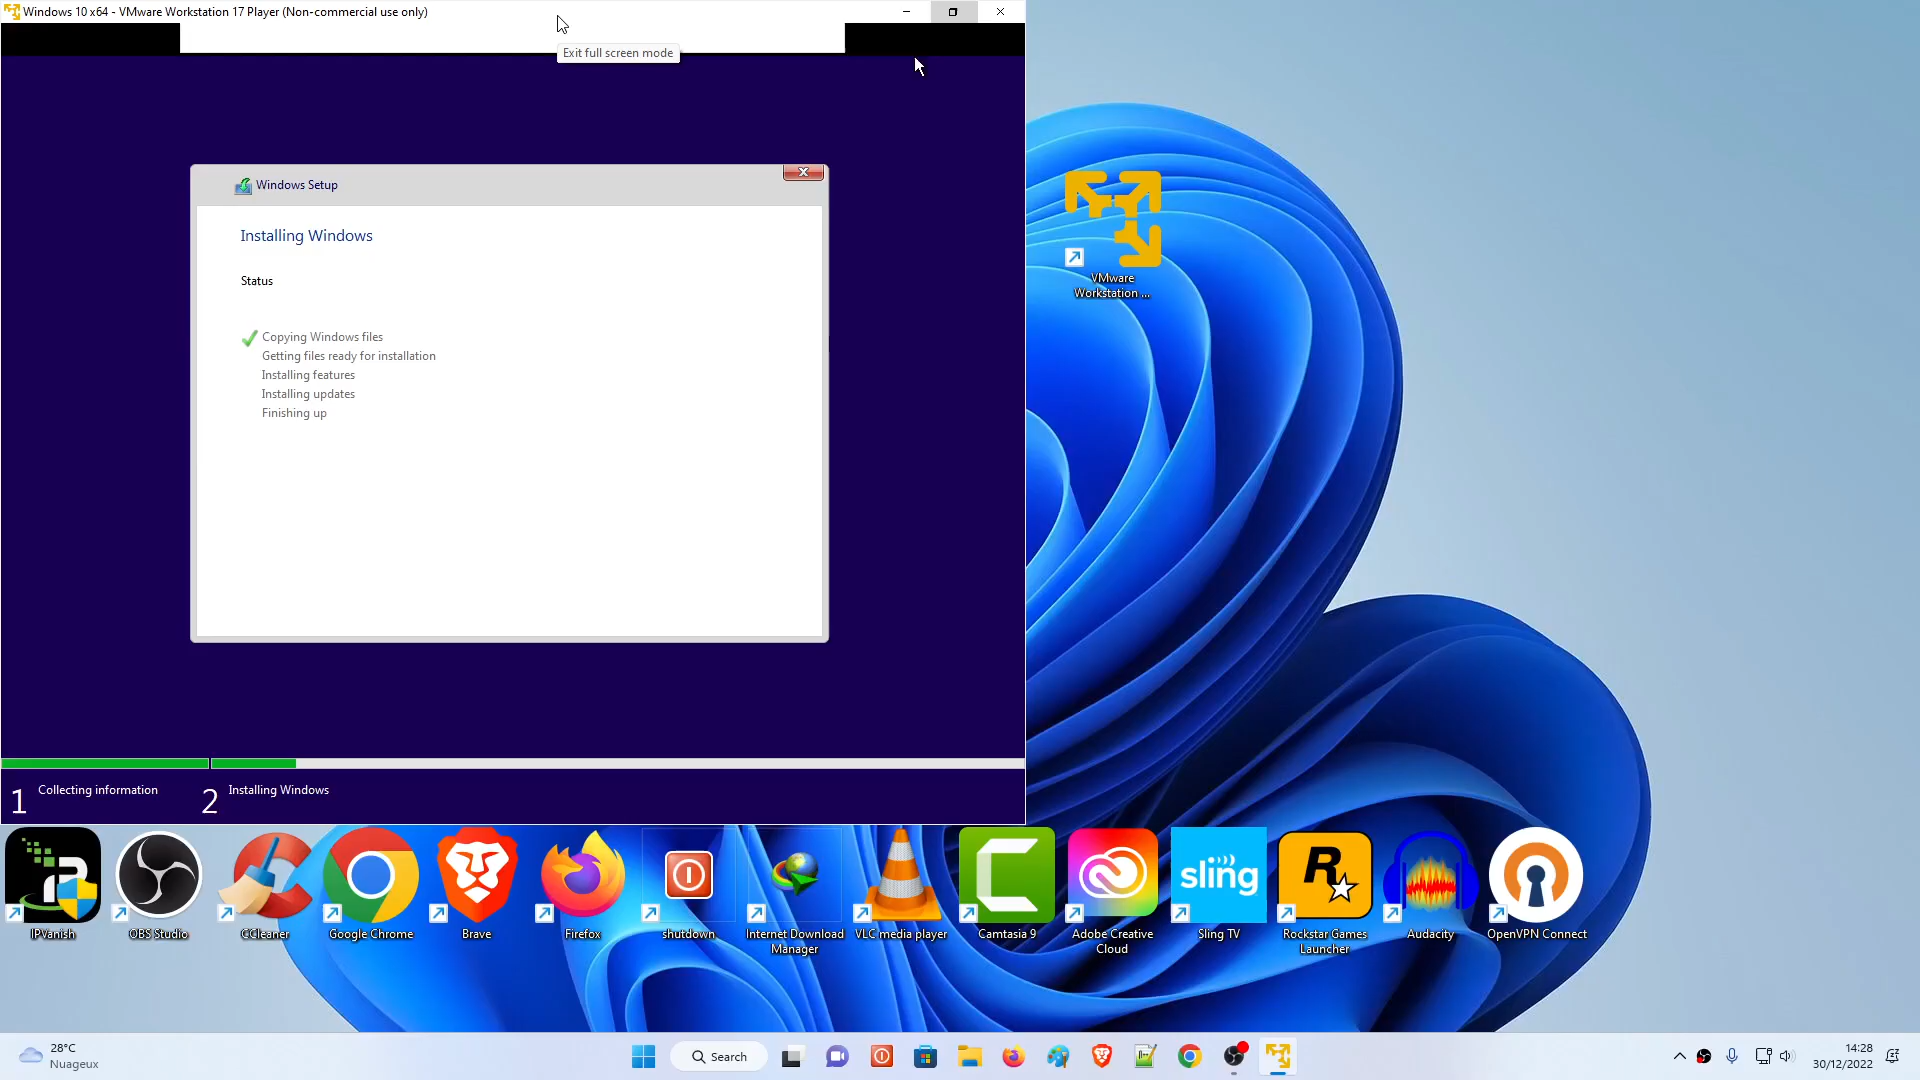 Windows 10 x64 - VMware Workstation 17 Player (Non-commercial use only)
Exit full screen mode
Windows Setup
Installing Windows
Status
Copying Windows files
Getting files ready for installation
Installing features
Installing updates
Finishing up
1 Collecting information
2 Installing Windows
VMware
Workstation ...
IPVanish
OBS Studio
CCleaner
Google Chrome
Brave
Firefox
shutdown
Internet Download
Manager
VLC media player
Camtasia 9
Adobe Creative
Cloud
sling
Sling TV
Rockstar Games
Launcher
Audacity
OpenVPN Connect
28°C
Nuageux
Search
14:28
30/12/2022